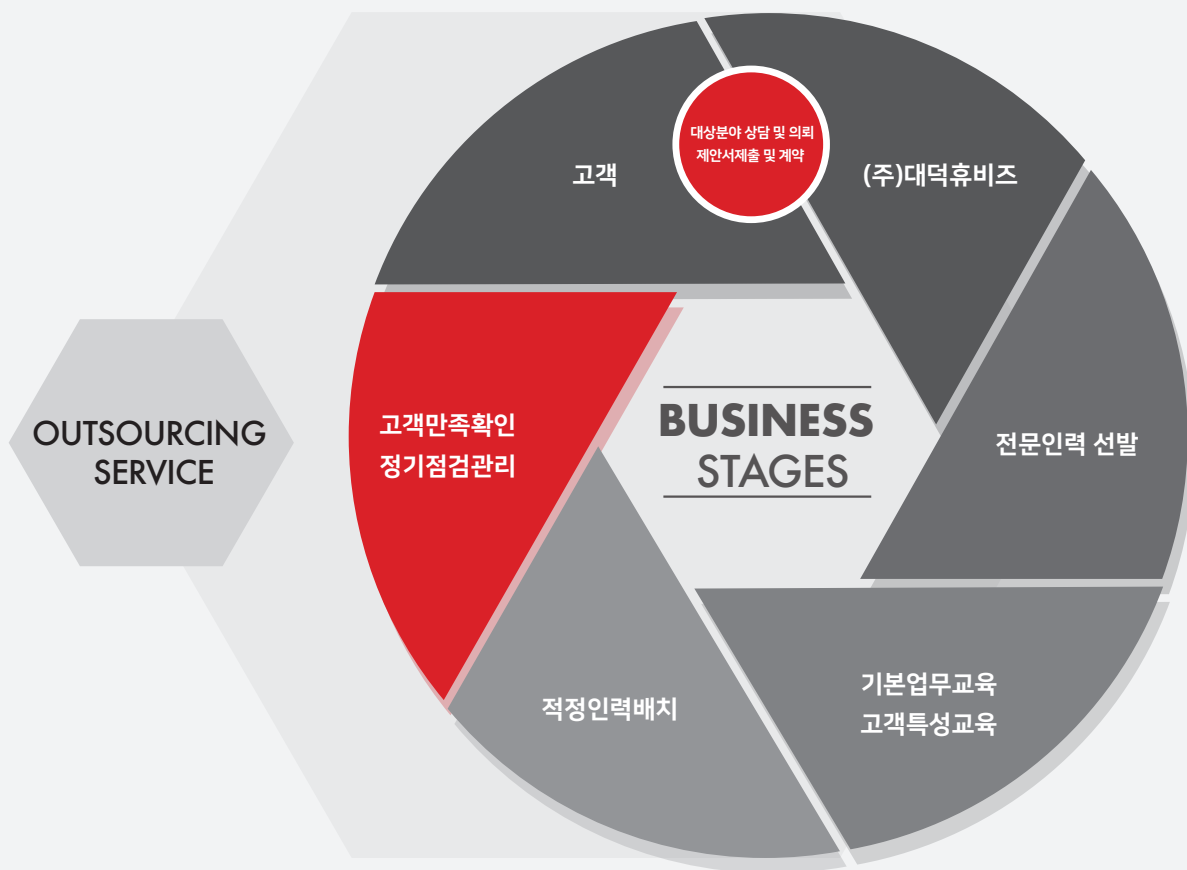 대상분야 상담 및 의뢰
제안서제출 및 계약
고객
(주)대덕휴비즈
전문인력 선발
기본업무교육
고객특성교육
적정인력배치
고객만족확인
정기점검관리
BUSINESS
STAGES
OUTSOURCING
SERVICE